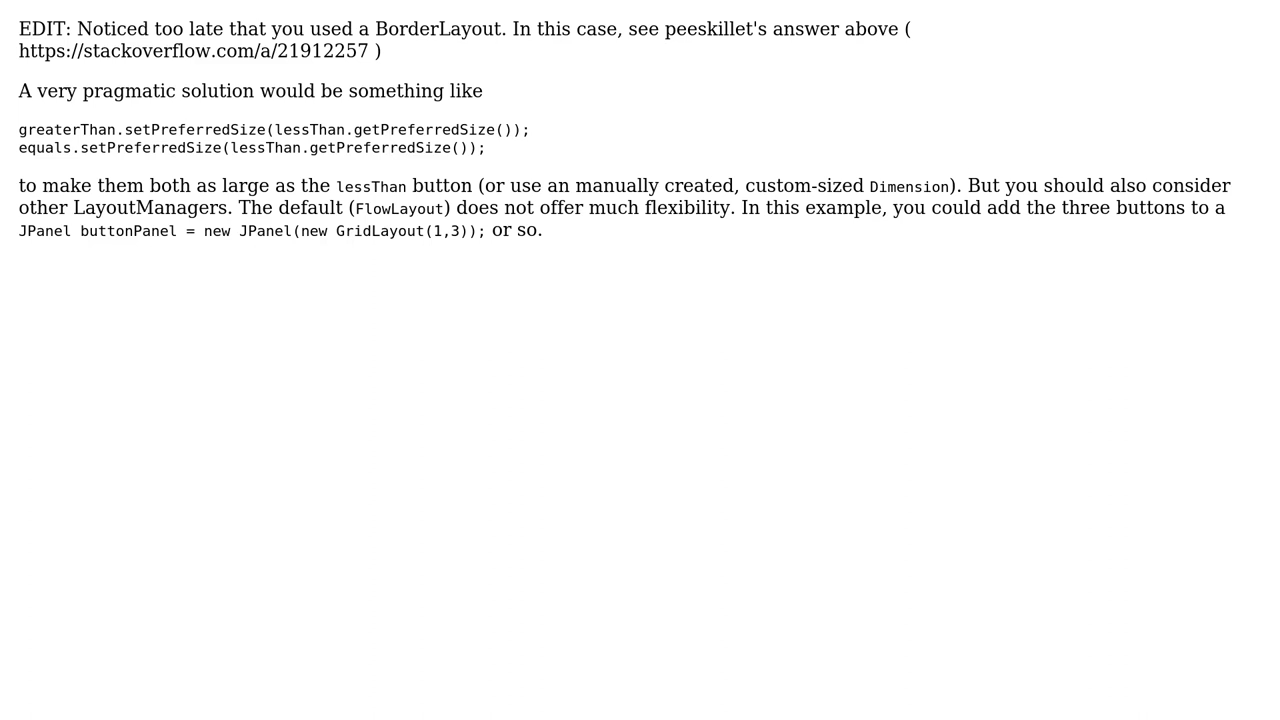 EDIT: Noticed too late that you used a BorderLayout. In this case, see peeskillet's answer above (
https://stackoverflow.com/a/21912257 )
A very pragmatic solution would be something like
greaterThan.setPreferredSize(lessThan.getPreferredSize());
equals.setPreferredSize(lessThan.getPreferredSize());
to make them both as large as the lessThan button (or use an manually created, custom-sized Dimension). But you should also consider
other LayoutManagers. The default (FlowLayout) does not offer much flexibility. In this example, you could add the three buttons to a
JPanel buttonPanel = new JPanel(new GridLayout(1,3)); or so.